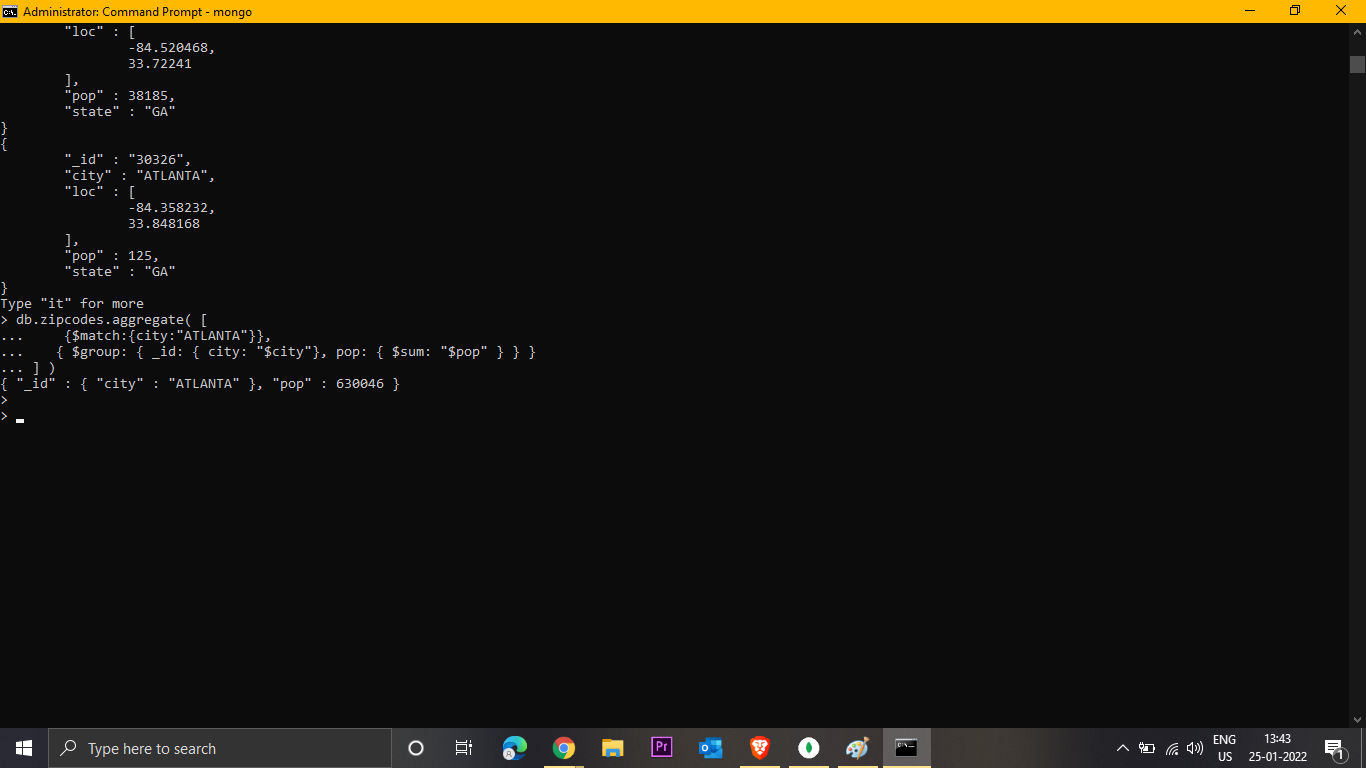 Administrator: Command Prompt - mongo
"loc" : [
-84.520468,
33.72241
],
"pop" : 38185,
"state" : "GA"
}
{
"_id" : "30326",
"city" : "ATLANTA",
"loc" : [
-84.358232,
33.848168
],
"pop" : 125,
"state" : "GA"
}
Type "it" for more
> db.zipcodes.aggregate( [
...     {$match:{city:"ATLANTA"}},
...    { $group: { _id: { city: "$city"}, pop: { $sum: "$pop" } } }
... ] )
{ "_id" : { "city" : "ATLANTA" }, "pop" : 630046 }
>
>
Type here to search
Pr
ENG
US
13:43
25-01-2022
1